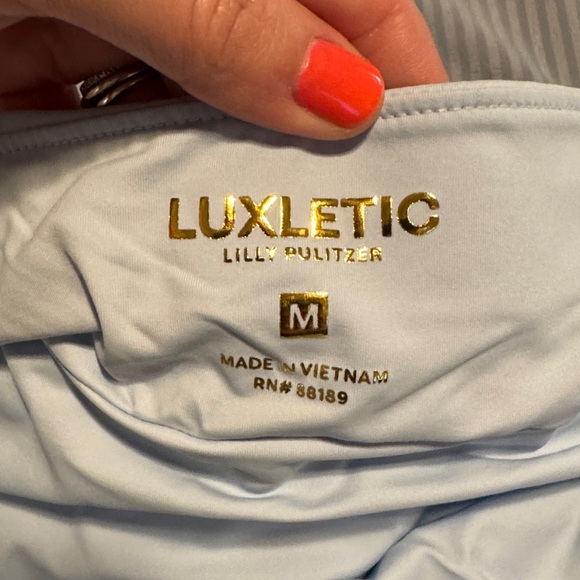 LUXLETIC
LILLY PULITZER
M
MADE IN VIETNAM
RN# 88189